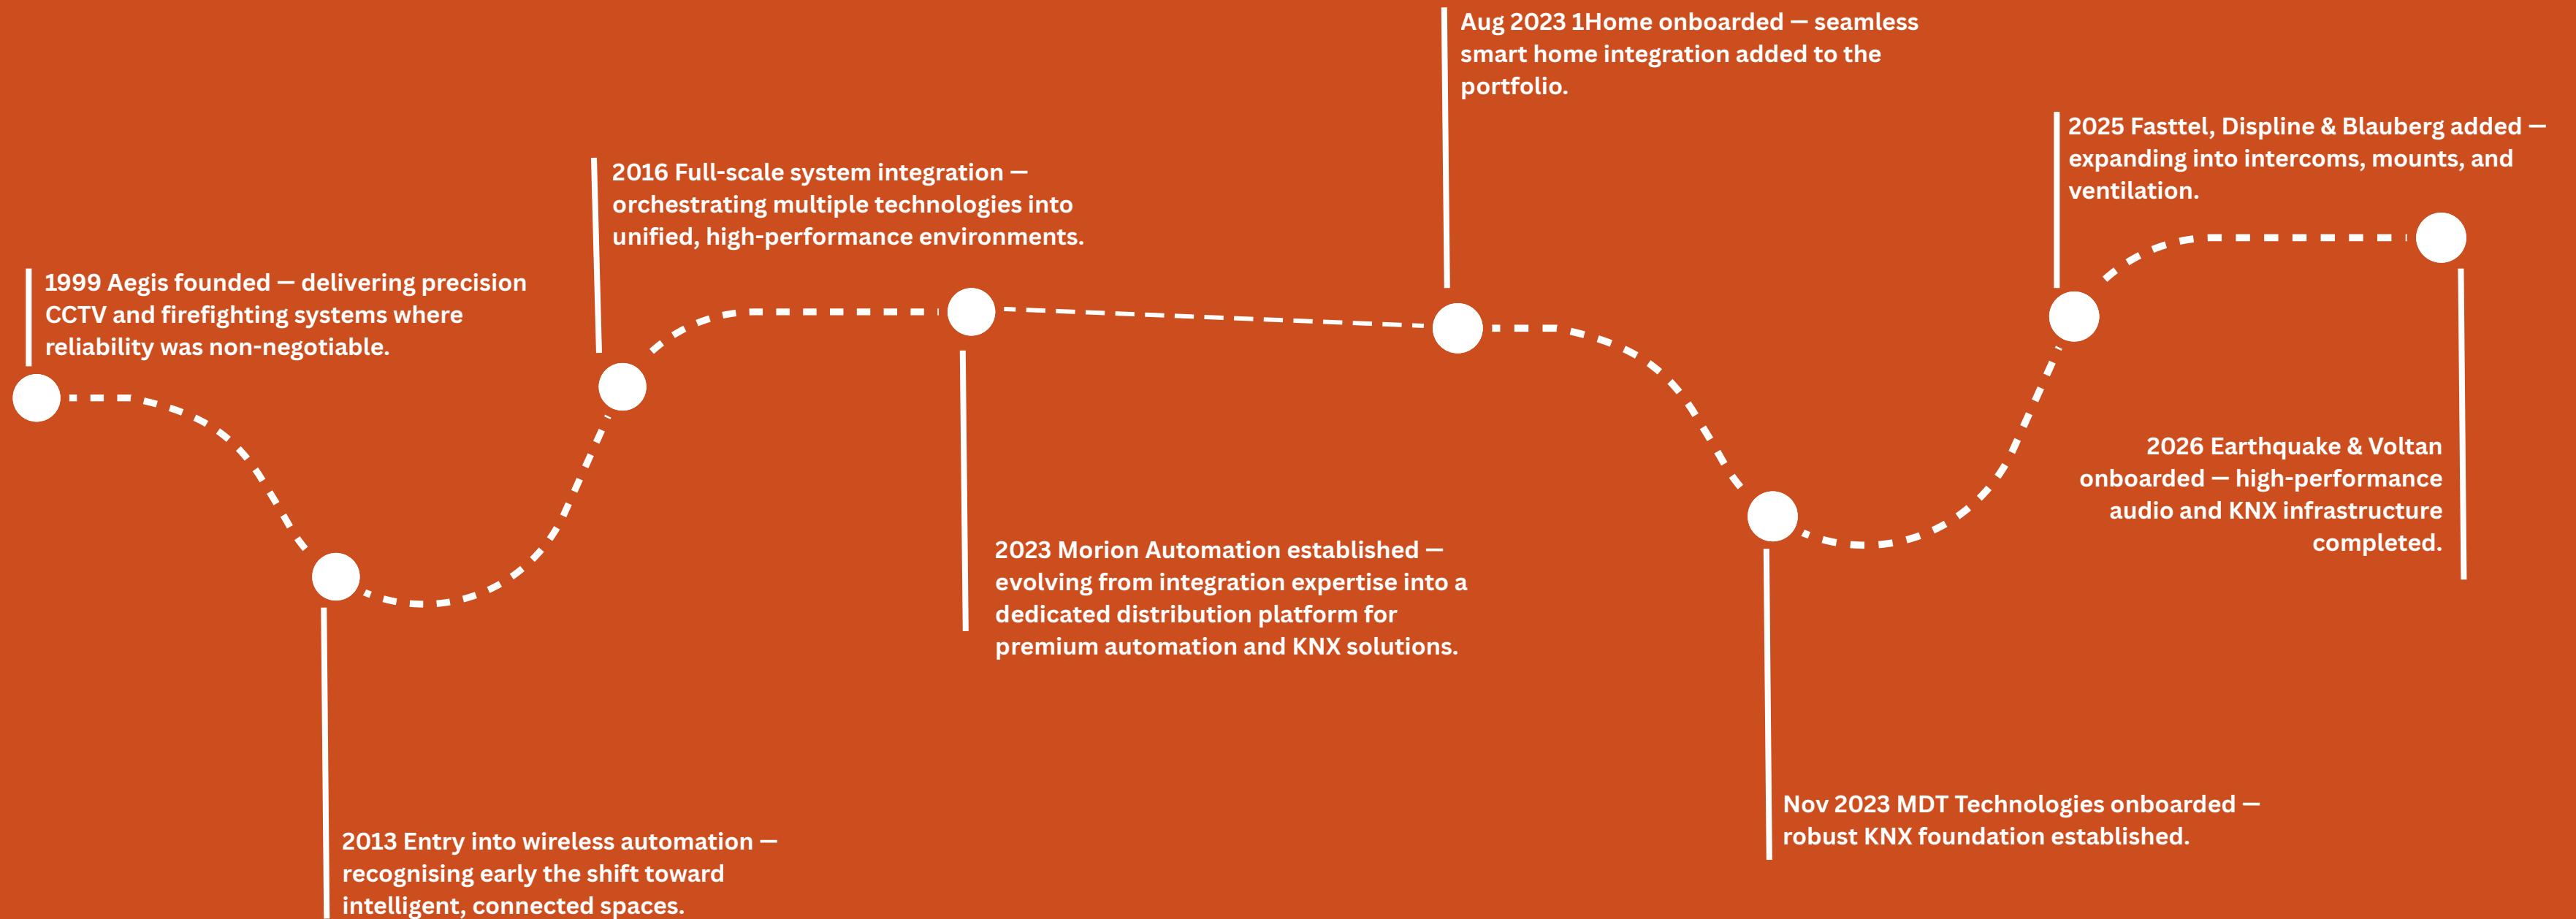 1999 Aegis founded — delivering precision
CCTV and firefighting systems where
reliability was non-negotiable.
2013 Entry into wireless automation —
recognising early the shift toward
intelligent, connected spaces.
2016 Full-scale system integration —
orchestrating multiple technologies into
unified, high-performance environments.
2023 Morion Automation established —
evolving from integration expertise into a
dedicated distribution platform for
premium automation and KNX solutions.
Aug 2023 1Home onboarded — seamless
smart home integration added to the
portfolio.
Nov 2023 MDT Technologies onboarded —
robust KNX foundation established.
2025 Fasttel, Displine & Blauberg added —
expanding into intercoms, mounts, and
ventilation.
2026 Earthquake & Voltan
onboarded — high-performance
audio and KNX infrastructure
completed.